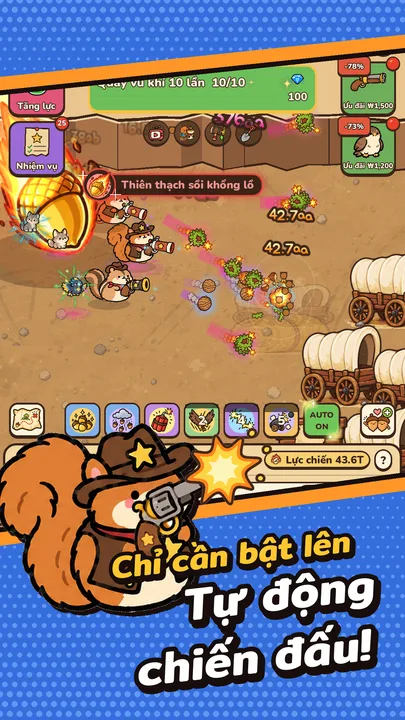 Tăng lực
Quay vũ khí 10 lần 10/10
100
-78%
Ưu đãi ₩1,500
25
Nhiệm vụ
-73%
Ưu đãi ₩1,200
Thiên thạch sồi khổng lồ
42.7aa
42.7aa
AUTO
ON
Lực chiến 43.6T
?
Chỉ cần bật lên
Tự động
chiến đấu!